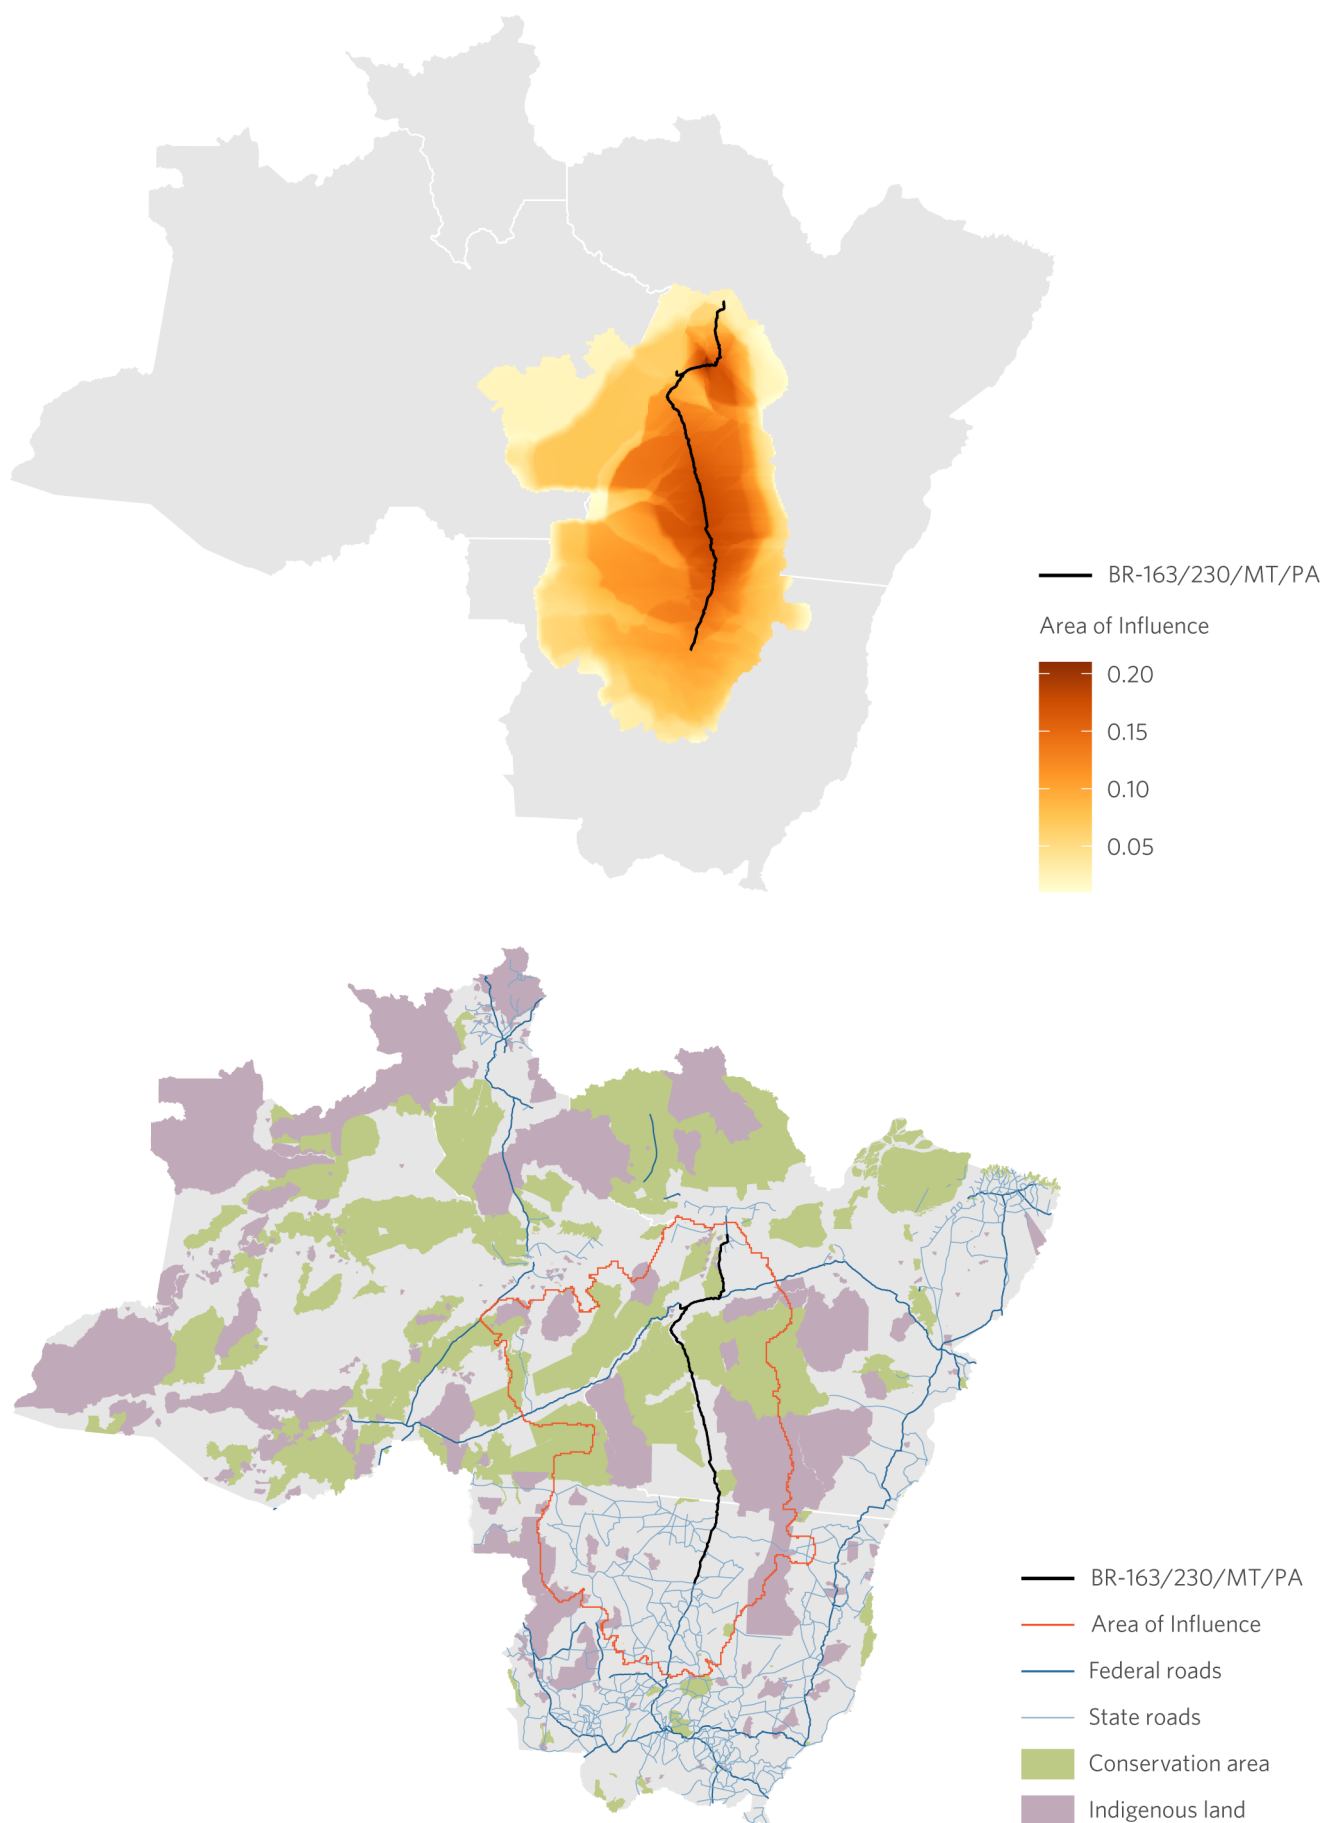 BR-163/230/MT/PA
Area of Influence
0.20
0.15
0.10
0.05
BR-163/230/MT/PA
Area of Influence
Federal roads
State roads
Conservation area
Indigenous land